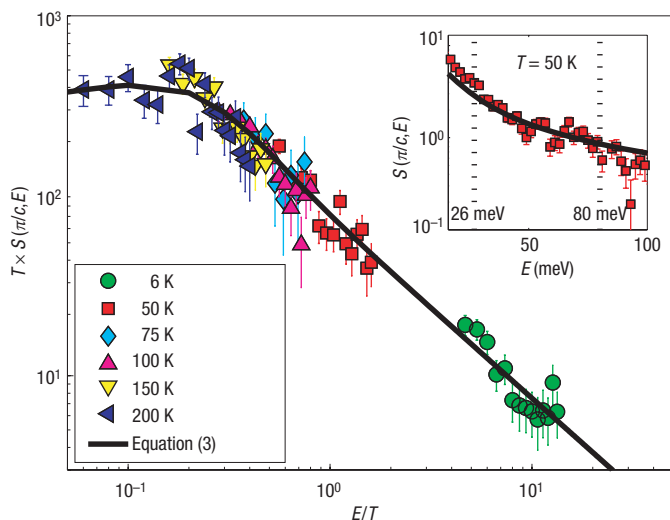 10³
10²
10¹
T × S (π/c,E)
10⁻¹
10⁰
10¹
E/T
6 K
50 K
75 K
100 K
150 K
200 K
Equation (3)
10¹
10⁰
10⁻¹
S (π/c,E)
T = 50 K
26 meV
80 meV
50
100
E (meV)